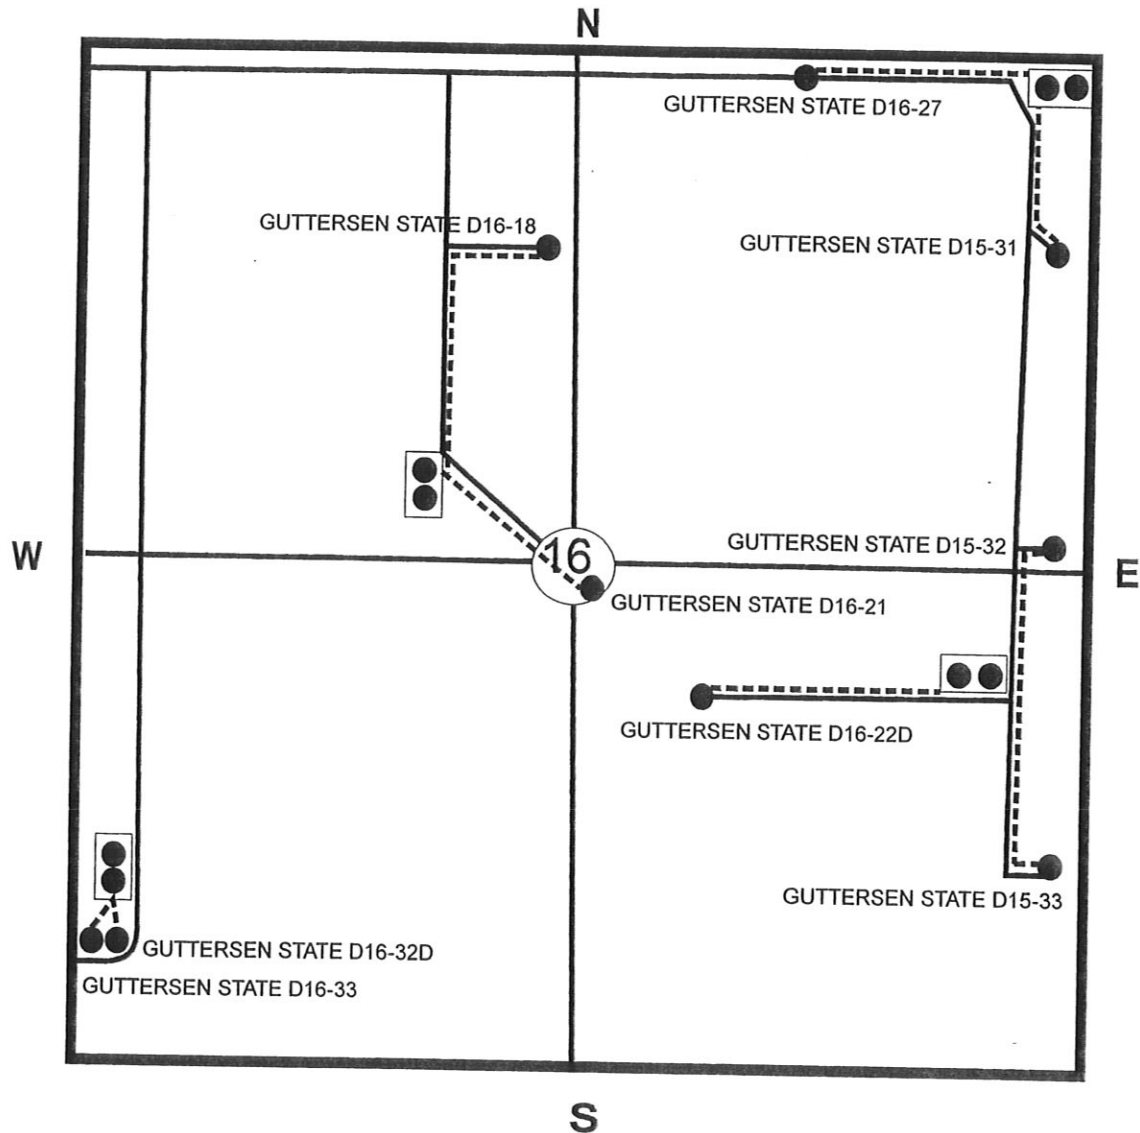 N
GUTTERSEN STATE D16-27
GUTTERSEN STATE D16-18
GUTTERSEN STATE D15-31
W
16
GUTTERSEN STATE D15-32
E
GUTTERSEN STATE D16-21
GUTTERSEN STATE D16-22D
GUTTERSEN STATE D15-33
GUTTERSEN STATE D16-32D
GUTTERSEN STATE D16-33
S